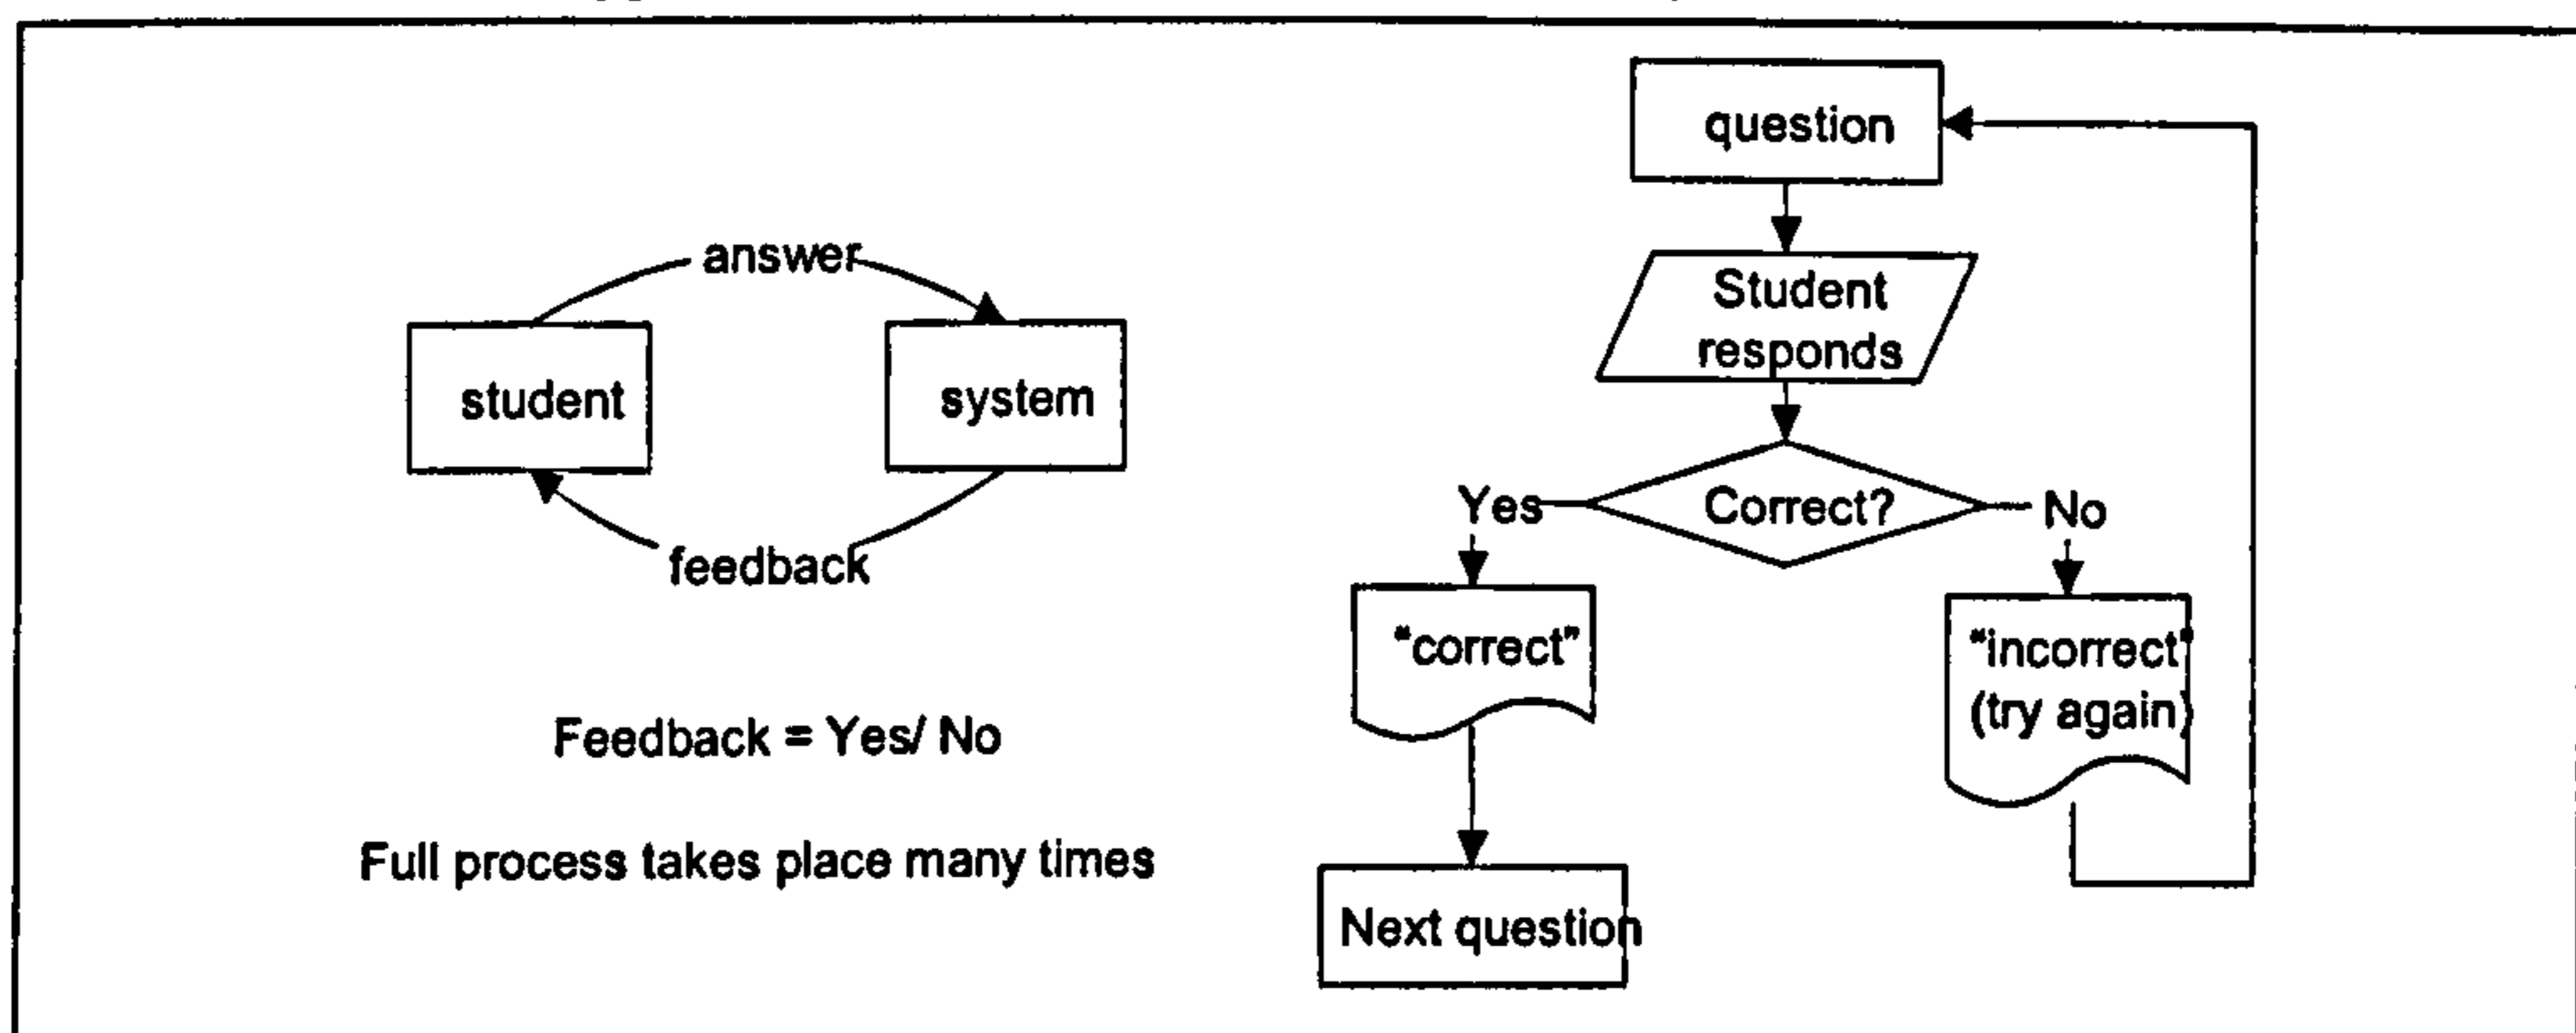 answer
student
system
feedback
Feedback = Yes/ No
Full process takes place many times
question
Student
responds
Correct?
Yes
No
“correct”
“incorrect”
(try again)
Next question